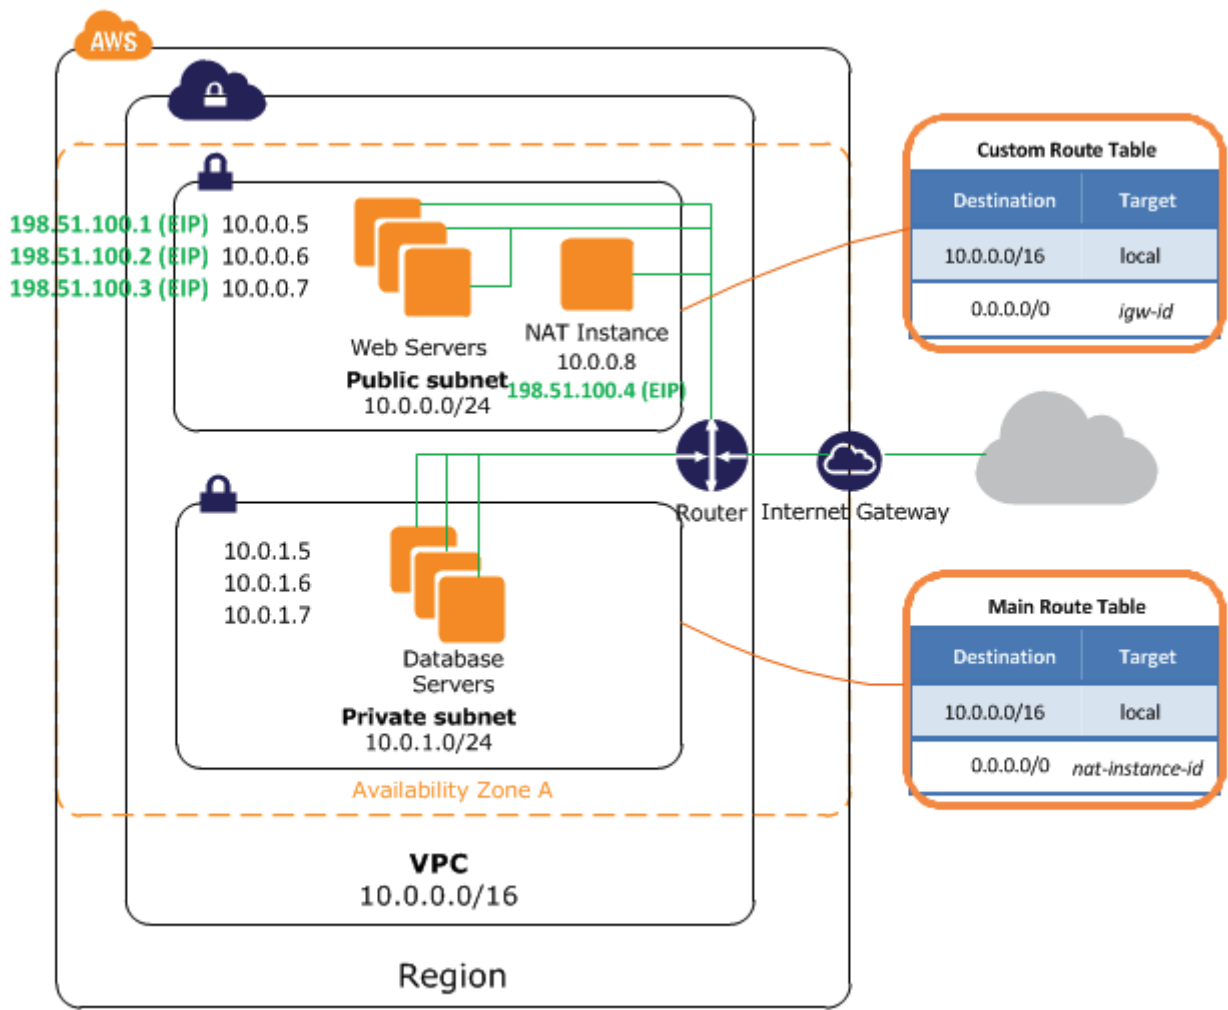 AWS
198.51.100.1 (EIP) 10.0.0.5
198.51.100.2 (EIP) 10.0.0.6
198.51.100.3 (EIP) 10.0.0.7
Web Servers
NAT Instance
10.0.0.8
198.51.100.4 (EIP)
Public subnet
10.0.0.0/24
Custom Route Table
Destination Target
10.0.0.0/16 local
0.0.0.0/0 igw-id
Router
Internet Gateway
10.0.1.5
10.0.1.6
10.0.1.7
Database
Servers
Private subnet
10.0.1.0/24
Main Route Table
Destination Target
10.0.0.0/16 local
0.0.0.0/0 nat-instance-id
Availability Zone A
VPC
10.0.0.0/16
Region